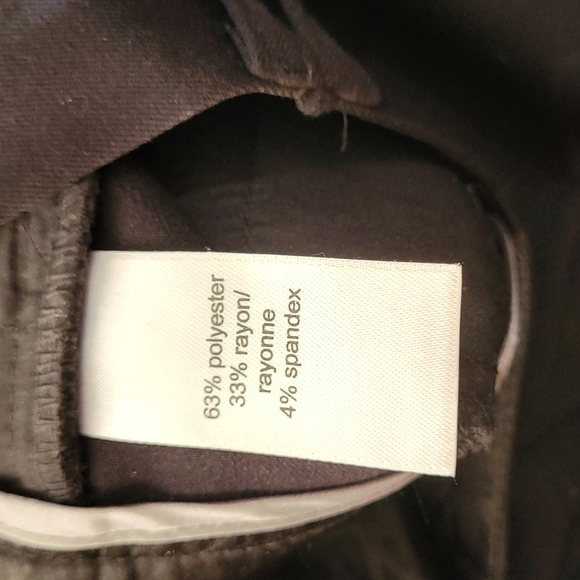 63% polyester
33% rayon/
rayonne
4% spandex